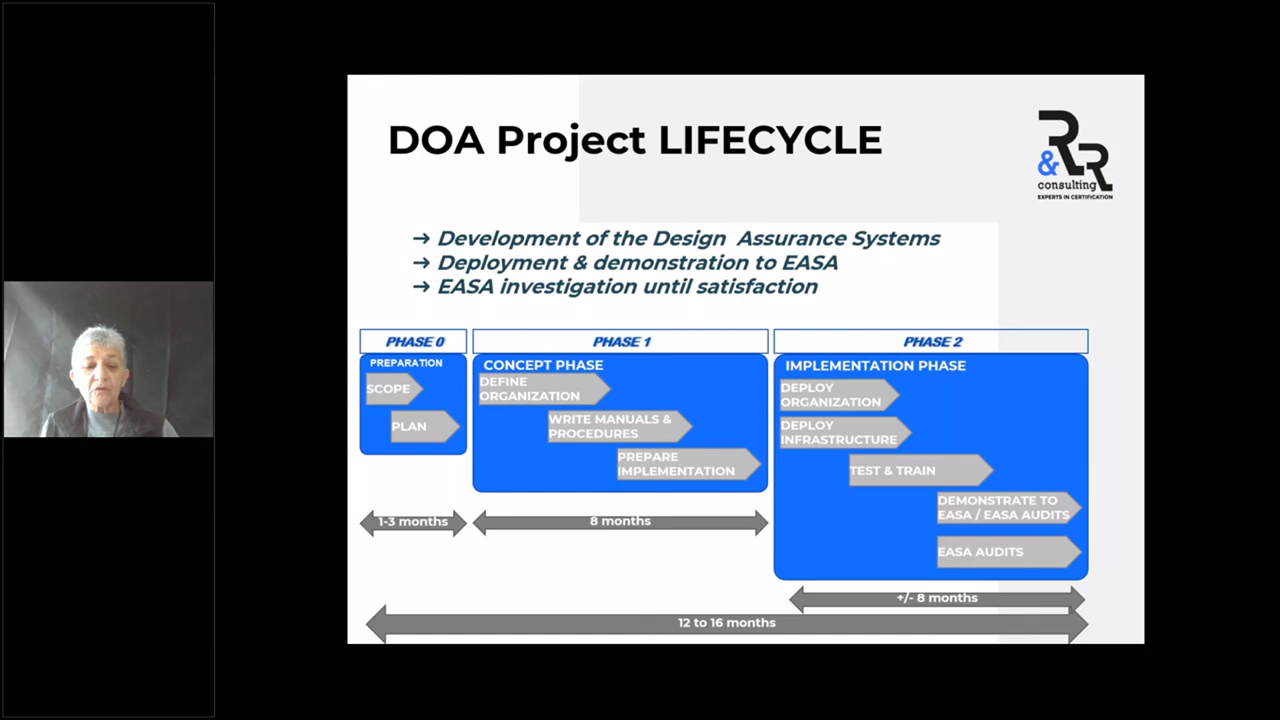 DOA Project LIFECYCLE
R&R
consulting
EXPERTS IN CERTIFICATION
→ Development of the Design Assurance Systems
→ Deployment & demonstration to EASA
→ EASA investigation until satisfaction
PHASE 0
PREPARATION
SCOPE
PLAN
1-3 months
PHASE 1
CONCEPT PHASE
DEFINE
ORGANIZATION
WRITE MANUALS &
PROCEDURES
PREPARE
IMPLEMENTATION
8 months
PHASE 2
IMPLEMENTATION PHASE
DEPLOY
ORGANIZATION
DEPLOY
INFRASTRUCTURE
TEST & TRAIN
DEMONSTRATE TO
EASA / EASA AUDITS
EASA AUDITS
+/- 8 months
12 to 16 months